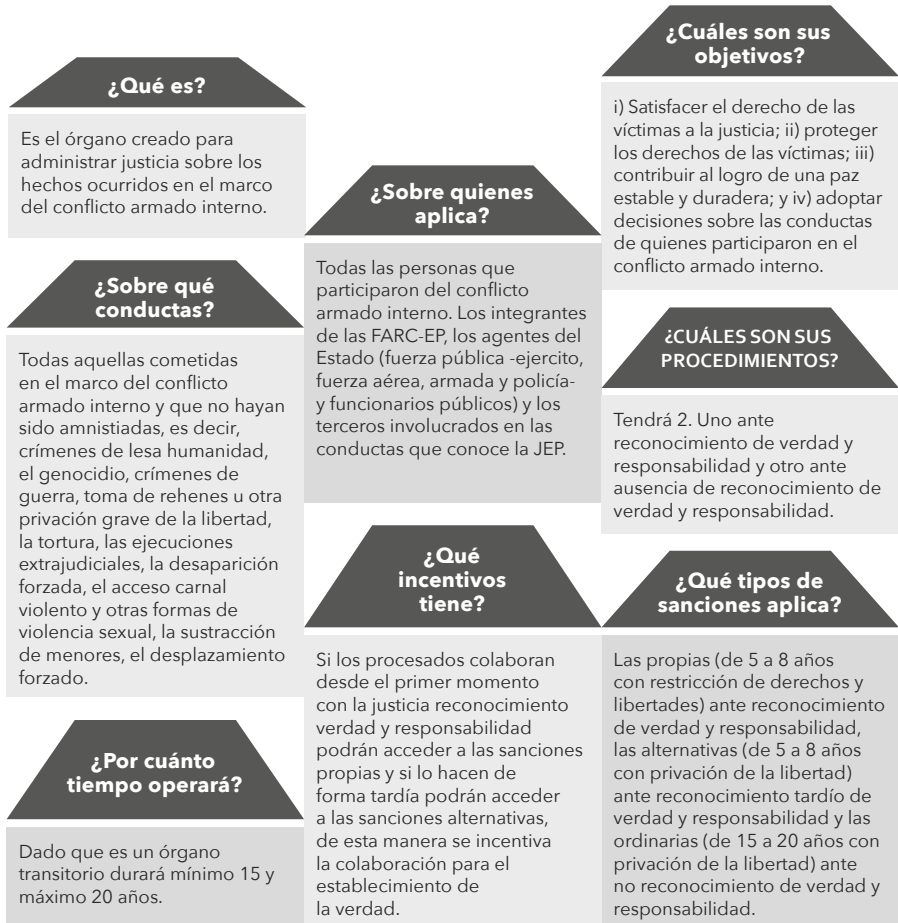 ¿Qué es?
Es el órgano creado para
administrar justicia sobre los
hechos ocurridos en el marco
del conflicto armado interno.
¿Sobre qué
conductas?
Todas aquellas cometidas
en el marco del conflicto
armado interno y que no hayan
sido amnistiadas, es decir,
crímenes de lesa humanidad,
el genocidio, crímenes de
guerra, toma de rehenes u otra
privación grave de la libertad,
la tortura, las ejecuciones
extrajudiciales, la desaparición
forzada, el acceso carnal
violento y otras formas de
violencia sexual, la sustracción
de menores, el desplazamiento
forzado.
¿Por cuánto
tiempo operará?
Dado que es un órgano
transitorio durará mínimo 15 y
máximo 20 años.
¿Sobre quienes
aplica?
Todas las personas que
participaron del conflicto
armado interno. Los integrantes
de las FARC-EP, los agentes del
Estado (fuerza pública -ejercito,
fuerza aérea, armada y policía-
y funcionarios públicos) y los
terceros involucrados en las
conductas que conoce la JEP.
¿Qué
incentivos
tiene?
Si los procesados colaboran
desde el primer momento
con la justicia reconocimiento
verdad y responsabilidad
podrán acceder a las sanciones
propias y si lo hacen de
forma tardía podrán acceder
a las sanciones alternativas,
de esta manera se incentiva
la colaboración para el
establecimiento de
la verdad.
¿Cuáles son sus
objetivos?
i) Satisfacer el derecho de las
víctimas a la justicia; ii) proteger
los derechos de las víctimas; iii)
contribuir al logro de una paz
estable y duradera; y iv) adoptar
decisiones sobre las conductas
de quienes participaron en el
conflicto armado interno.
¿CUÁLES SON SUS
PROCEDIMIENTOS?
Tendrá 2. Uno ante
reconocimiento de verdad y
responsabilidad y otro ante
ausencia de reconocimiento de
verdad y responsabilidad.
¿Qué tipos de
sanciones aplica?
Las propias (de 5 a 8 años
con restricción de derechos y
libertades) ante reconocimiento
de verdad y responsabilidad,
las alternativas (de 5 a 8 años
con privación de la libertad)
ante reconocimiento tardío de
verdad y responsabilidad y las
ordinarias (de 15 a 20 años con
privación de la libertad) ante
no reconocimiento de verdad y
responsabilidad.